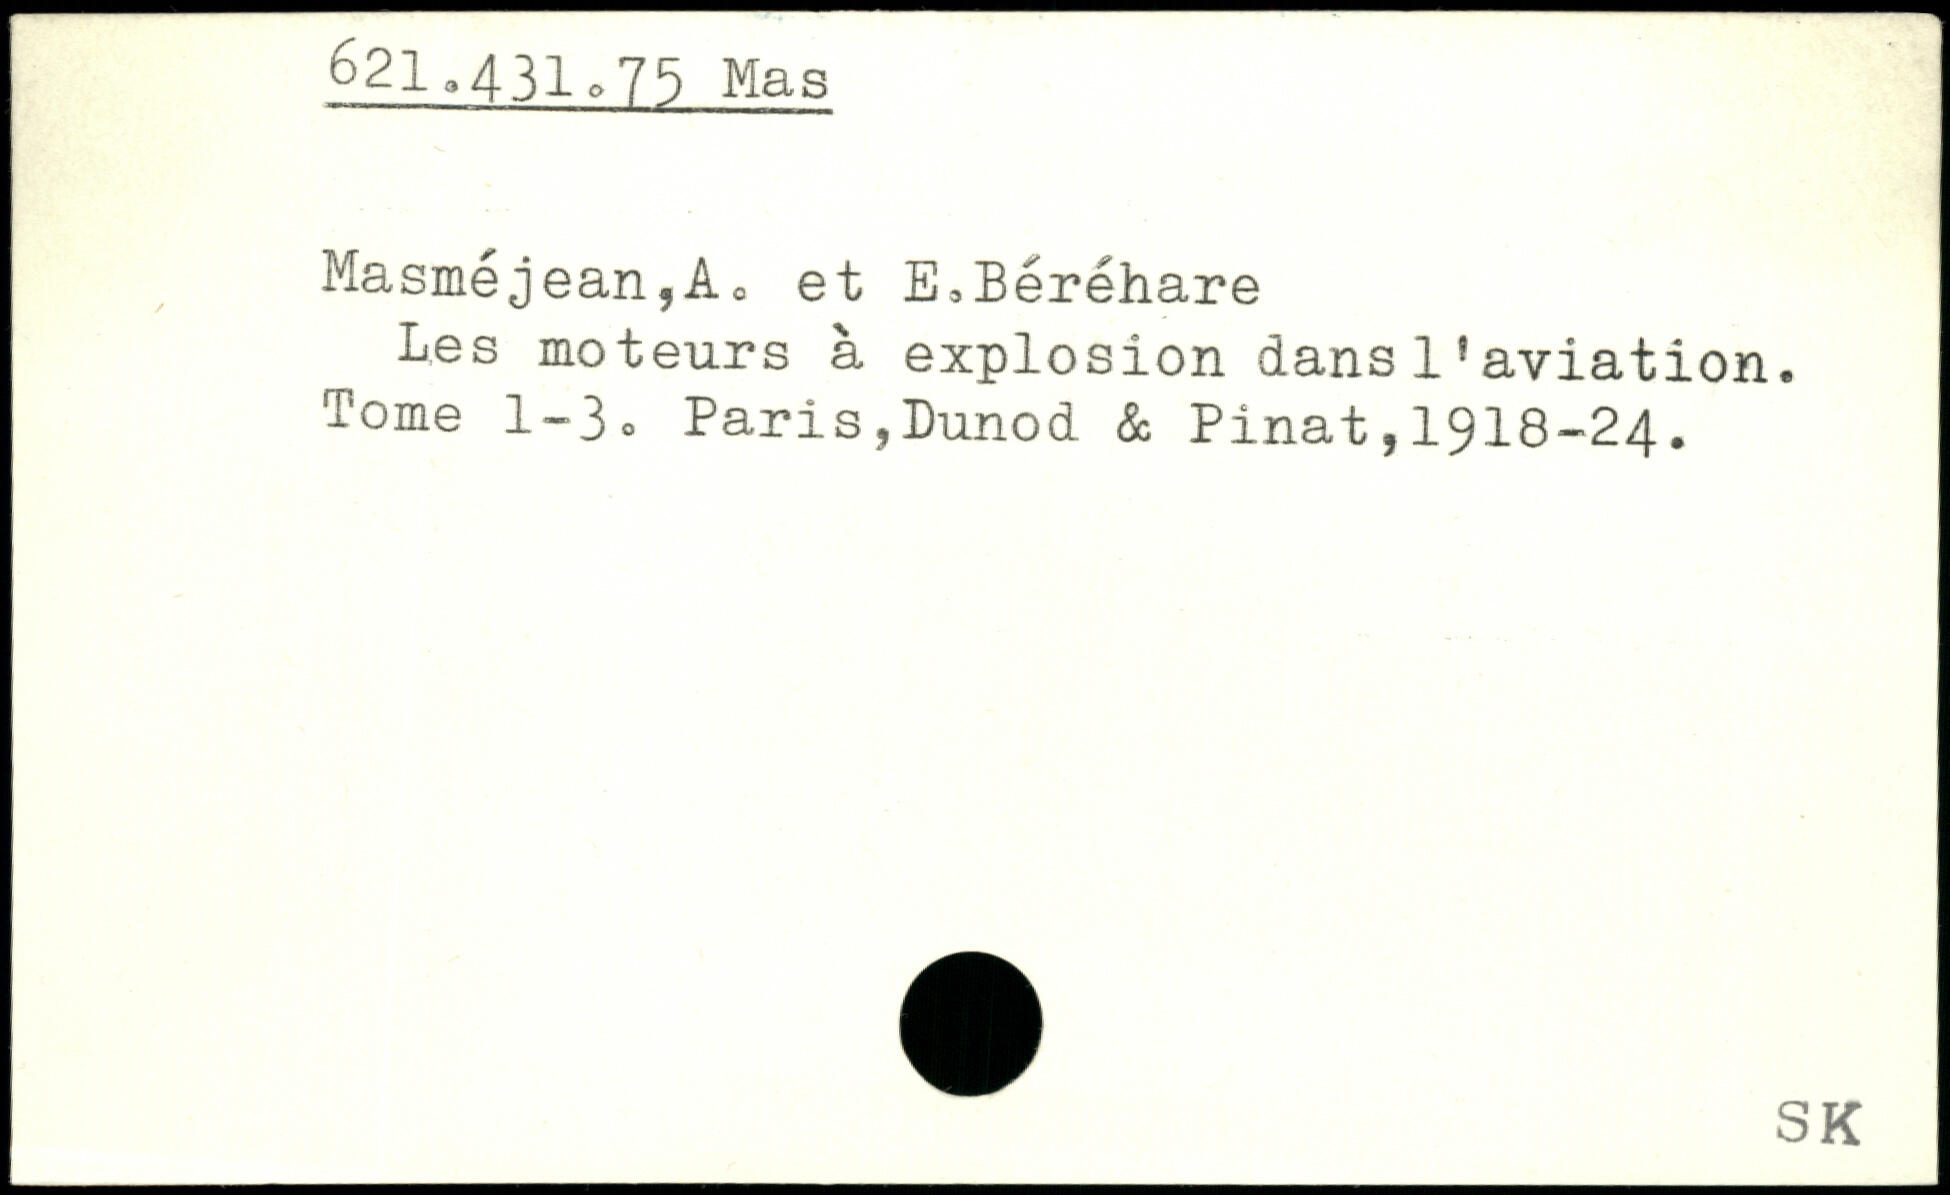 621.431.75 Mas
Masméjean,A. et E.Béréhare
Les moteurs à explosion dans l'aviation.
Tome 1-3. Paris,Dunod & Pinat,1918-24.
SK